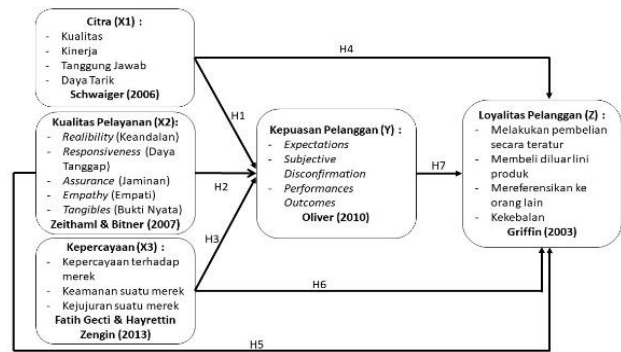 Citra (X1) :
- Kualitas
- Kinerja
- Tanggung Jawab
- Daya Tarik
Schwaiger (2006)
H4
H1
Kualitas Pelayanan (X2):
- Realibility (Keandalan)
- Responsiveness (Daya
Tanggap)
- Assurance (Jaminan)
- Empathy (Empati)
- Tangibles (Bukti Nyata)
Zeithaml & Bitner (2007)
H2
Kepuasan Pelanggan (Y) :
- Expectations
- Subjective
Disconfirmation
- Performances
Outcomes
Oliver (2010)
H7
Loyalitas Pelanggan (Z) :
- Melakukan pembelian
secara teratur
- Membeli diluar lini
produk
- Mereferensikan ke
orang lain
- Kekebalan
Griffin (2003)
H3
Kepercayaan (X3) :
- Kepercayaan terhadap
merek
- Keamanan suatu merek
- Kejujuran suatu merek
Fatih Gecti & Hayrettin
Zengin (2013)
H6
H5